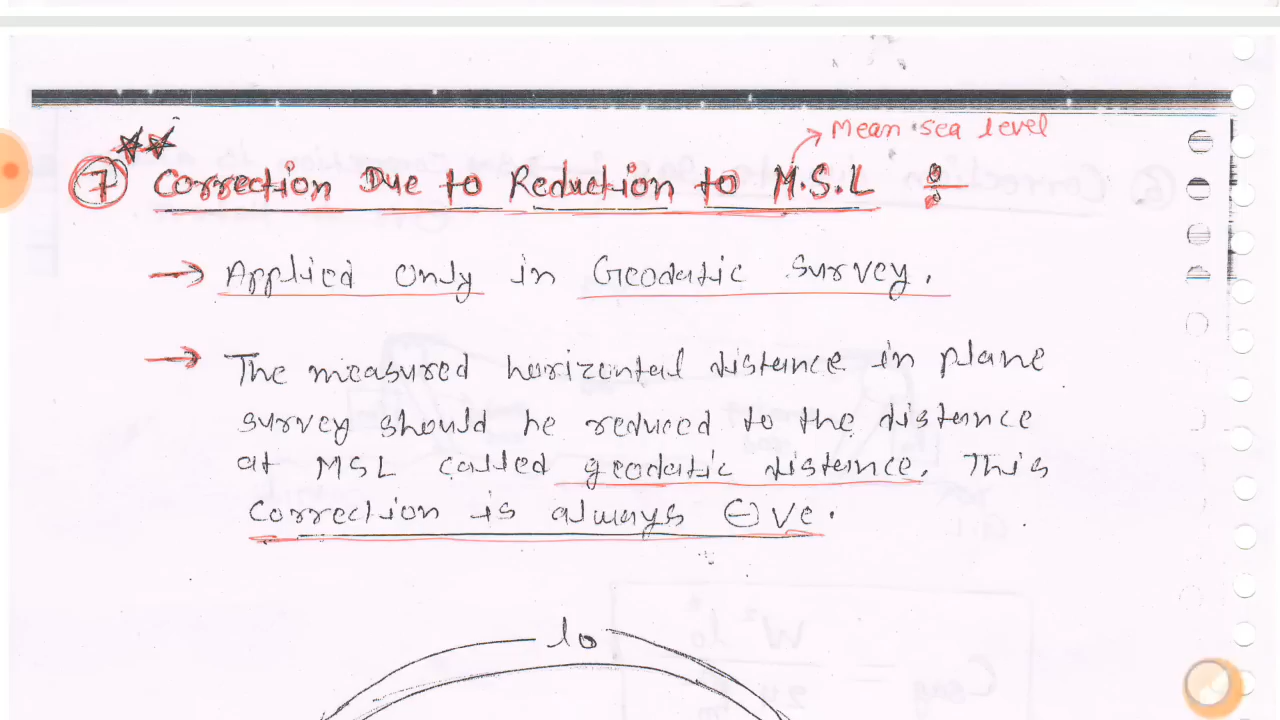 Mean sea level
⑦ Correction Due to Reduction to M.S.L :-
→ Applied only in Geodatic survey.
→ The measured horizontal distance in plane
survey should be reduced to the distance
at MSL called geodatic distance. This
correction is always ⊖ve.
lo